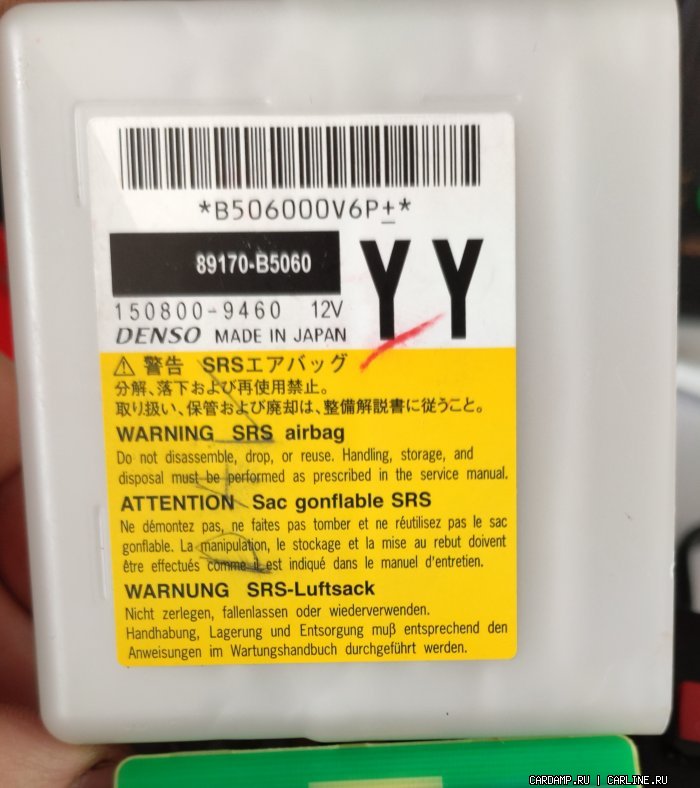 *B506000V6P+*
89170-B5060
YY
150800-9460 12V
DENSO MADE IN JAPAN
⚠ 警告 SRSエアバッグ
分解、落下および再使用禁止。
取り扱い、保管および廃却は、整備解説書に従うこと。
WARNING SRS airbag
Do not disassemble, drop, or reuse. Handling, storage, and
disposal must be performed as prescribed in the service manual.
ATTENTION Sac gonflable SRS
Ne démontez pas, ne faites pas tomber et ne réutilisez pas le sac
gonflable. La manipulation, le stockage et la mise au rebut doivent
être effectués comme il est indiqué dans le manuel d'entretien.
WARNUNG SRS-Luftsack
Nicht zerlegen, fallenlassen oder wiederverwenden.
Handhabung, Lagerung und Entsorgung muß entsprechend den
Anweisungen im Wartungshandbuch durchgeführt werden.
CARDAMP.RU | CARLINE.RU